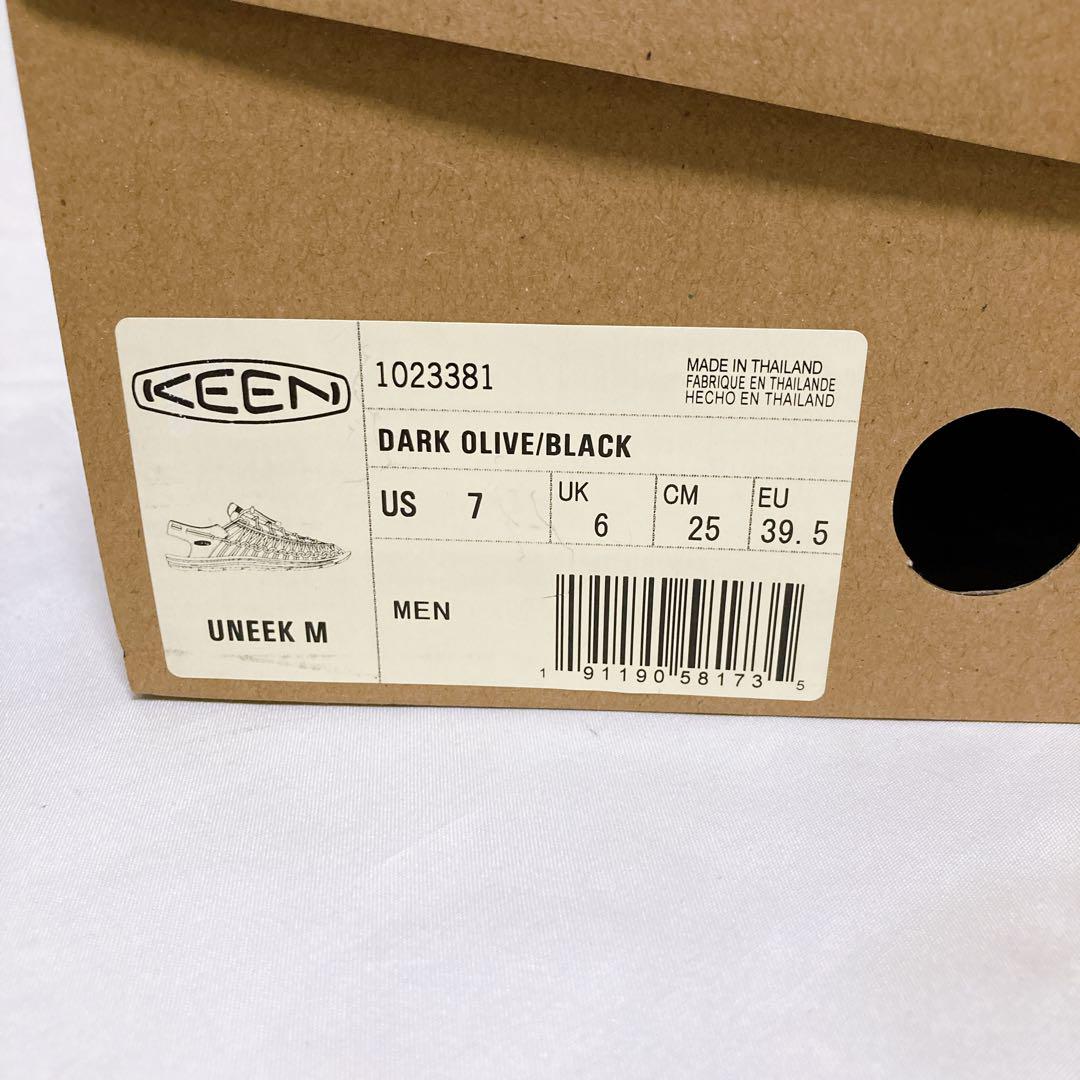 KEEN
1023381
MADE IN THAILAND
FABRIQUE EN THAILANDE
HECHO EN THAILAND
DARK OLIVE/BLACK
US 7
UK 6
CM 25
EU 39.5
UNEEK M
MEN
1 91190 58173 5